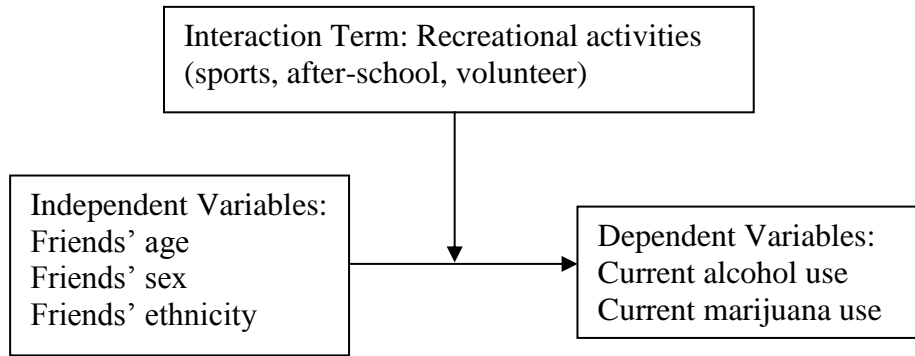 Interaction Term: Recreational activities
(sports, after-school, volunteer)
Independent Variables:
Friends’ age
Friends’ sex
Friends’ ethnicity
Dependent Variables:
Current alcohol use
Current marijuana use